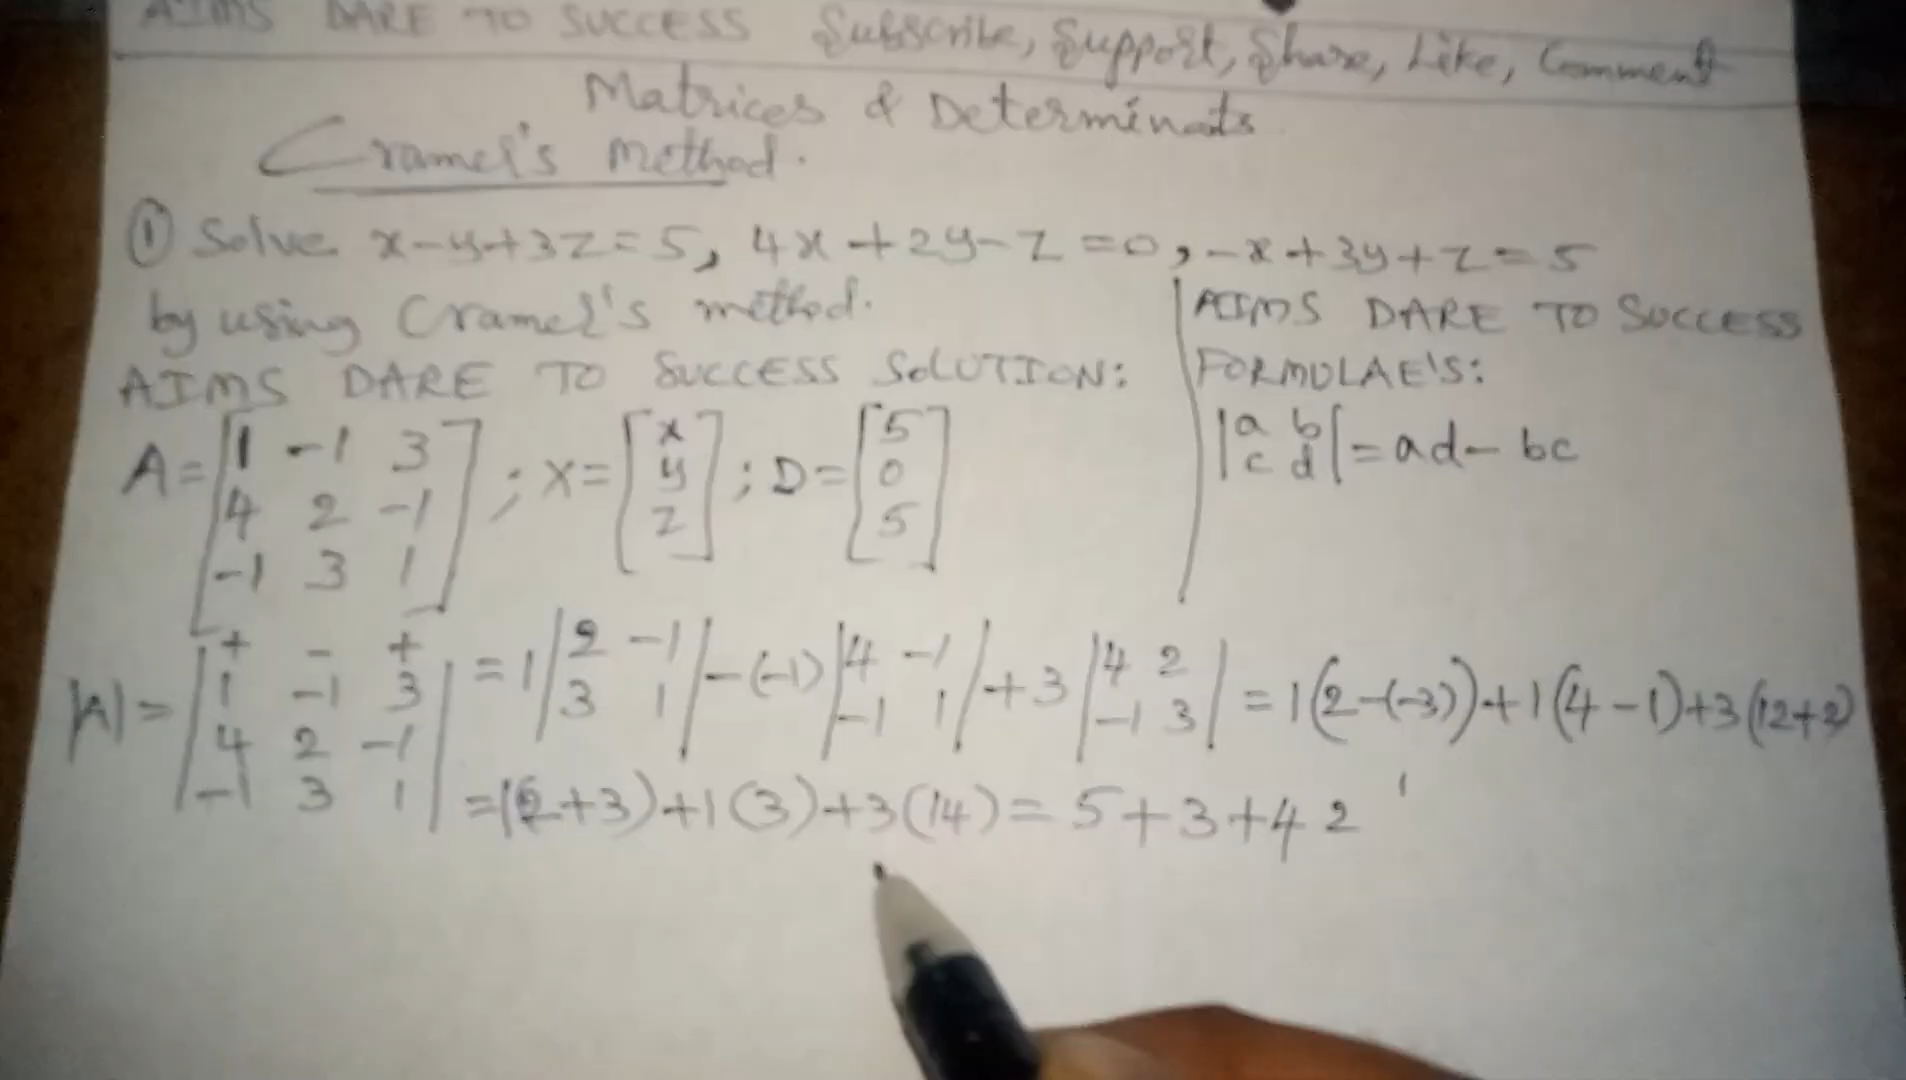 AIMS DARE TO SUCCESS Subscribe, Support, Share, Like, Comment
Matrices & Determinats
Cramer's method.
① Solve x-y+3z=5, 4x+2y-z=0, -x+3y+z=5
by using Cramer's method.
AIMS DARE TO SUCCESS SOLUTION:
AIMS DARE TO SUCCESS
FORMULAE'S:
|a b|
|c d| = ad - bc
A = [1 -1 3; 4 2 -1; -1 3 1] ; X = [x; y; z] ; D = [5; 0; 5]
+ - +
|A| = |1 -1 3; 4 2 -1; -1 3 1| = 1|2 -1; 3 1| -(-1)|4 -1; -1 1| +3|4 2; -1 3| = 1(2-(-3))+1(4-1)+3(12+2)
=1(2+3)+1(3)+3(14)=5+3+42